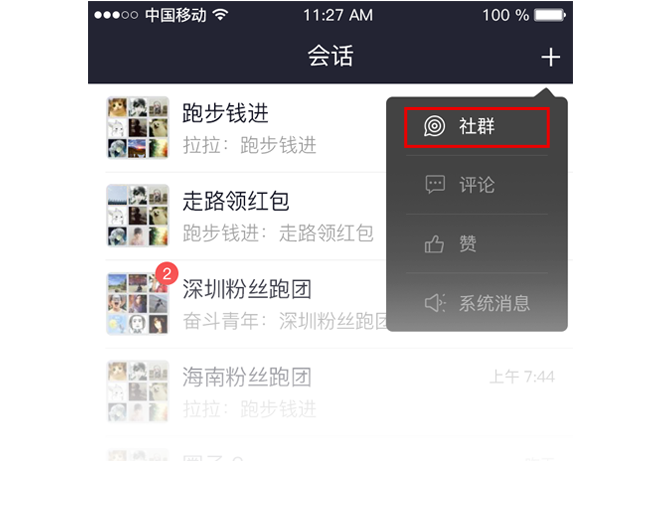 中国移动 11:27 AM 100 %
会话
跑步钱进
拉拉：跑步钱进
走路领红包
跑步钱进：走路领红包
2
深圳粉丝跑团
奋斗青年：深圳粉丝跑团
海南粉丝跑团 上午 7:44
拉拉：跑步钱进
社群
评论
赞
系统消息